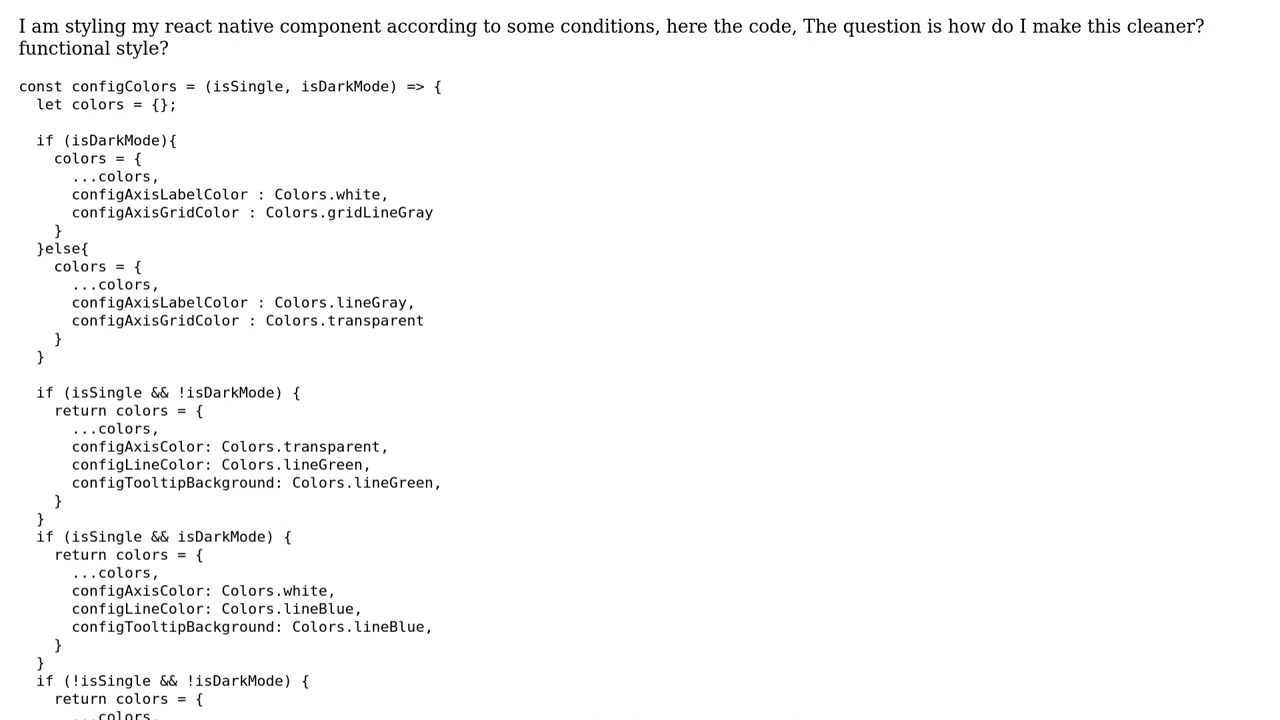 I am styling my react native component according to some conditions, here the code, The question is how do I make this cleaner?
functional style?
const configColors = (isSingle, isDarkMode) => {
  let colors = {};

  if (isDarkMode){
    colors = {
      ...colors,
      configAxisLabelColor : Colors.white,
      configAxisGridColor : Colors.gridLineGray
    }
  }else{
    colors = {
      ...colors,
      configAxisLabelColor : Colors.lineGray,
      configAxisGridColor : Colors.transparent
    }
  }

  if (isSingle && !isDarkMode) {
    return colors = {
      ...colors,
      configAxisColor: Colors.transparent,
      configLineColor: Colors.lineGreen,
      configTooltipBackground: Colors.lineGreen,
    }
  }
  if (isSingle && isDarkMode) {
    return colors = {
      ...colors,
      configAxisColor: Colors.white,
      configLineColor: Colors.lineBlue,
      configTooltipBackground: Colors.lineBlue,
    }
  }
  if (!isSingle && !isDarkMode) {
    return colors = {
      ...colors,